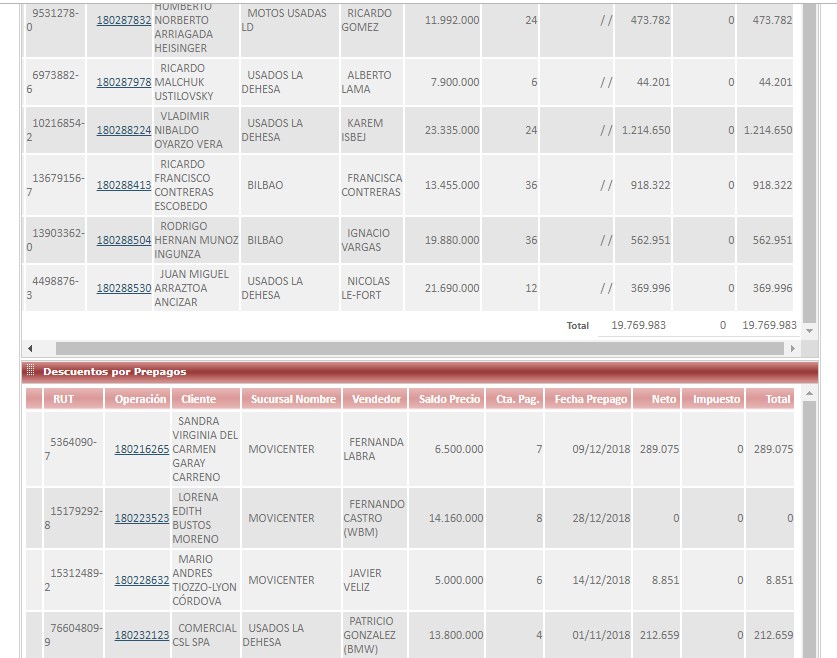 HUMBERTO
9531278-0 180287832 NORBERTO ARRIAGADA HEISINGER MOTOS USADAS LD RICARDO GOMEZ 11.992.000 24 / / 473.782 0 473.782
6973882-6 180287978 RICARDO MALCHUK USTILOVSKY USADOS LA DEHESA ALBERTO LAMA 7.900.000 6 / / 44.201 0 44.201
10216854-2 180288224 VLADIMIR NIBALDO OYARZO VERA USADOS LA DEHESA KAREM ISBEJ 23.335.000 24 / / 1.214.650 0 1.214.650
13679156-7 180288413 RICARDO FRANCISCO CONTRERAS ESCOBEDO BILBAO FRANCISCA CONTRERAS 13.455.000 36 / / 918.322 0 918.322
13903362-0 180288504 RODRIGO HERNAN MUNOZ INGUNZA BILBAO IGNACIO VARGAS 19.880.000 36 / / 562.951 0 562.951
4498876-3 180288530 JUAN MIGUEL ARRAZTOA ANCIZAR USADOS LA DEHESA NICOLAS LE-FORT 21.690.000 12 / / 369.996 0 369.996
Total 19.769.983 0 19.769.983
Descuentos por Prepagos
RUT Operación Cliente Sucursal Nombre Vendedor Saldo Precio Cta. Pag. Fecha Prepago Neto Impuesto Total
5364090-7 180216265 SANDRA VIRGINIA DEL CARMEN GARAY CARRENO MOVICENTER FERNANDA LABRA 6.500.000 7 09/12/2018 289.075 0 289.075
15179292-8 180223523 LORENA EDITH BUSTOS MORENO MOVICENTER FERNANDO CASTRO (WBM) 14.160.000 8 28/12/2018 0 0 0
15312489-2 180228632 MARIO ANDRES TIOZZO-LYON CÓRDOVA MOVICENTER JAVIER VELIZ 5.000.000 6 14/12/2018 8.851 0 8.851
76604809-9 180232123 COMERCIAL CSL SPA USADOS LA DEHESA PATRICIO GONZALEZ (BMW) 13.800.000 4 01/11/2018 212.659 0 212.659